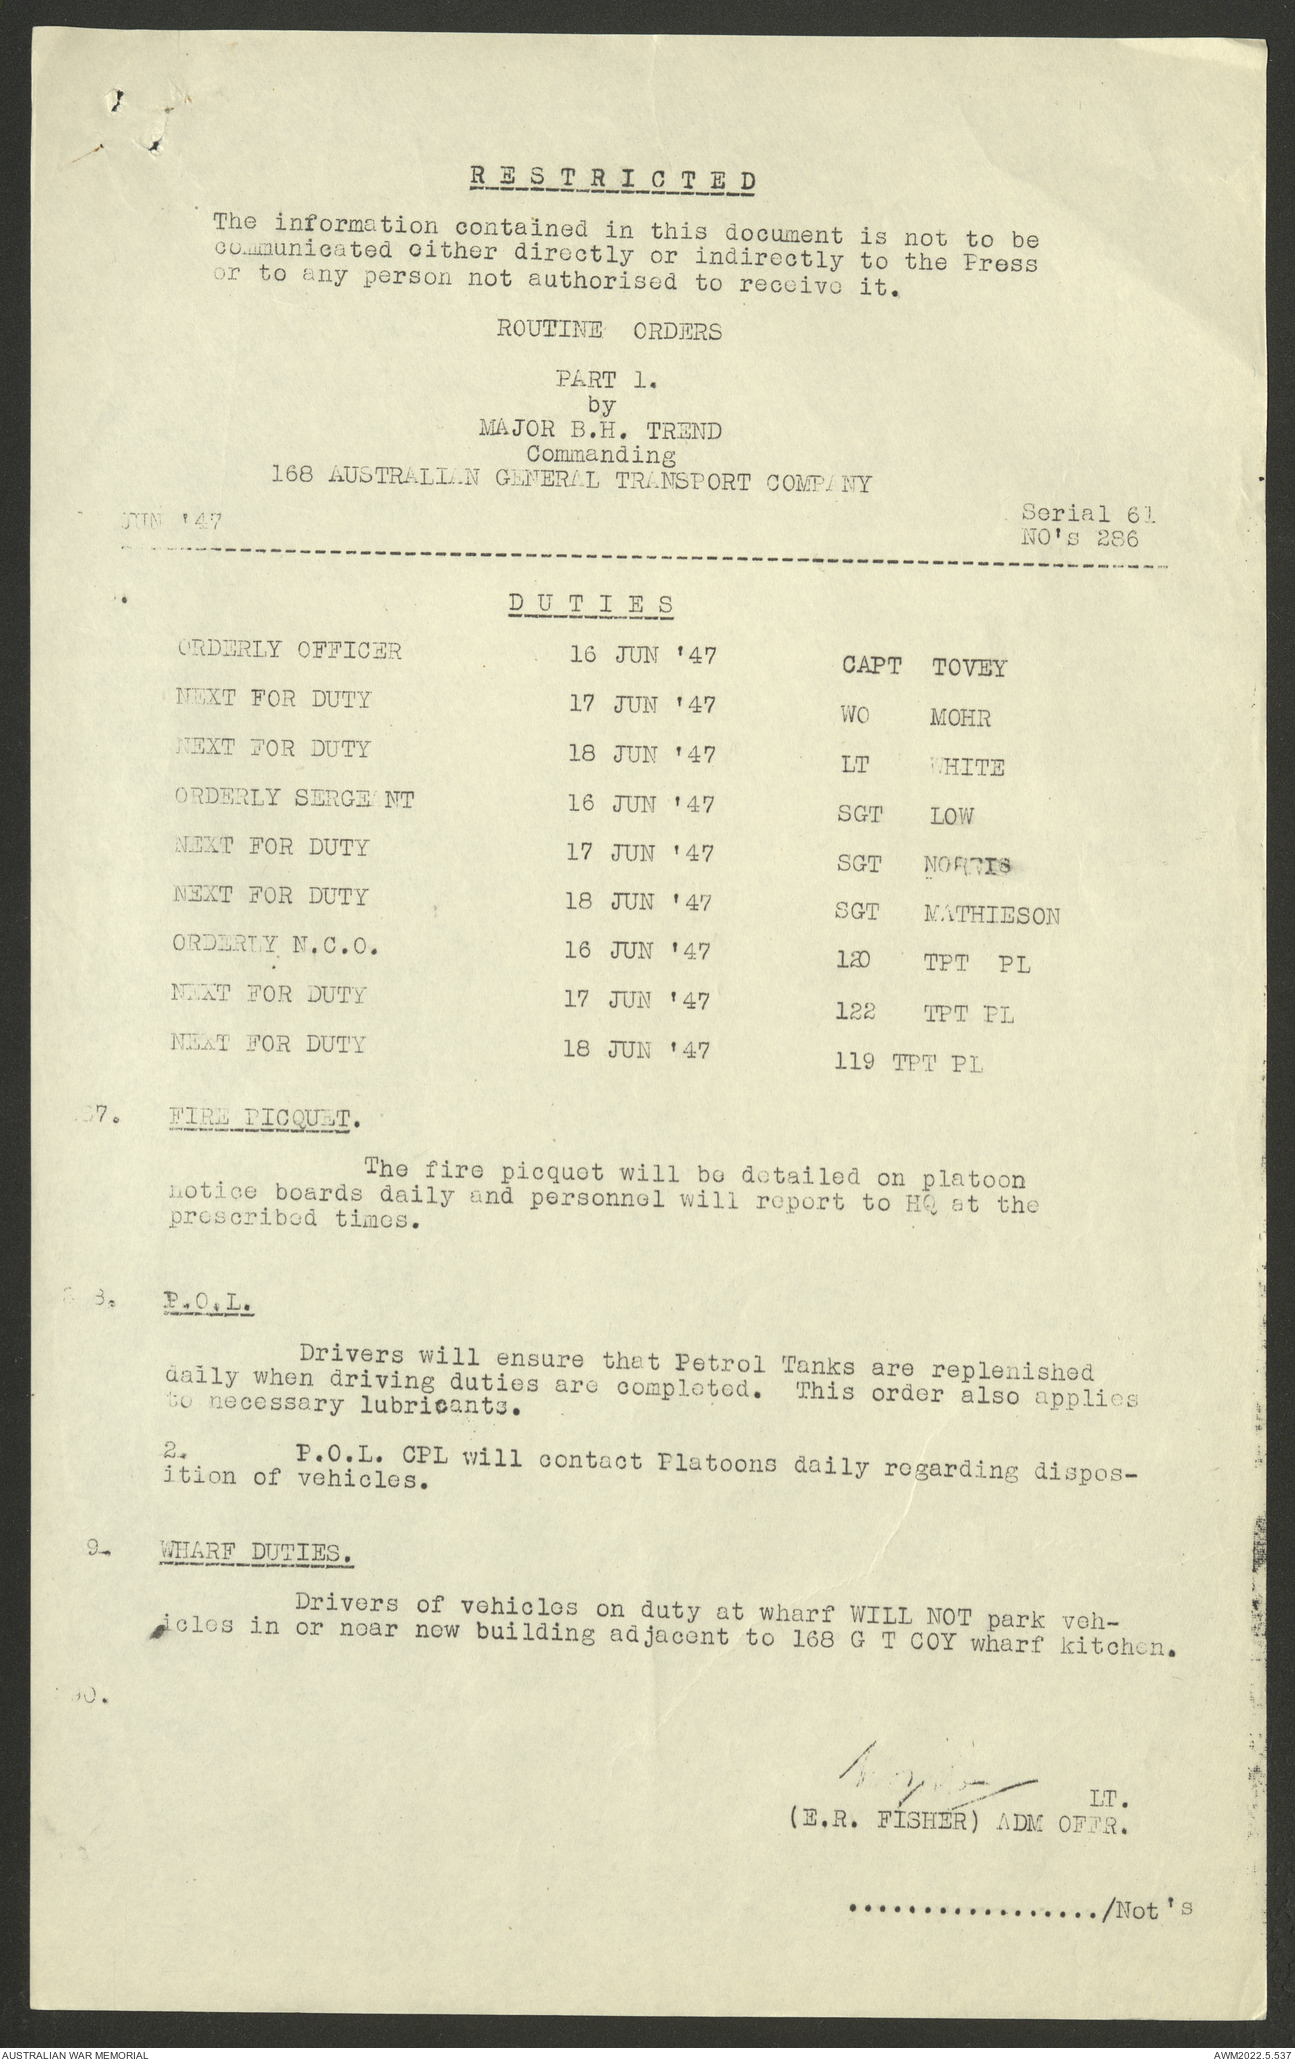 RESTRICTED
The information contained in this document is not to be
communicated either directly or indirectly to the Press
or to any person not authorised to receive it.
ROUTINE ORDERS
PART 1.
by
MAJOR B.H. TREND
Commanding
168 AUSTRALIAN GENERAL TRANSPORT COMPANY
JUN '47
Serial 61
NO's 286
DUTIES
ORDERLY OFFICER 16 JUN '47 CAPT TOVEY
NEXT FOR DUTY 17 JUN '47 WO MOHR
NEXT FOR DUTY 18 JUN '47 LT WHITE
ORDERLY SERGEANT 16 JUN '47 SGT LOW
NEXT FOR DUTY 17 JUN '47 SGT
NEXT FOR DUTY 18 JUN '47 SGT MATHIESON
ORDERLY N.C.O. 16 JUN '47 120 TPT PL
NEXT FOR DUTY 17 JUN '47 122 TPT PL
NEXT FOR DUTY 18 JUN '47 119 TPT PL
87. FIRE PICQUET.
The fire picquet will be detailed on platoon
notice boards daily and personnel will report to HQ at the
prescribed times.
8. P.O.L.
Drivers will ensure that Petrol Tanks are replenished
daily when driving duties are completed. This order also applies
to necessary lubricants.
2. P.O.L. CPL will contact Platoons daily regarding dispos-
ition of vehicles.
9. WHARF DUTIES.
Drivers of vehicles on duty at wharf WILL NOT park veh-
icles in or near new building adjacent to 168 G T COY wharf kitchen.
90.
LT.
(E.R. FISHER) ADM OFFR.
................./Not's
AUSTRALIAN WAR MEMORIAL
AWM2022.5.537